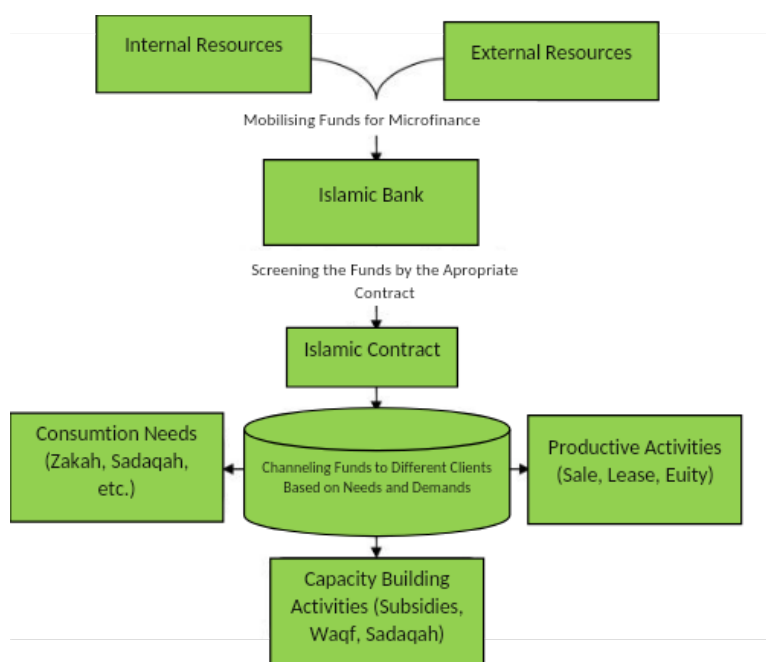 Internal Resources
External Resources
Mobilising Funds for Microfinance
Islamic Bank
Screening the Funds by the Apropriate
Contract
Islamic Contract
Consumtion Needs
(Zakah, Sadaqah,
etc.)
Channeling Funds to Different Clients
Based on Needs and Demands
Productive Activities
(Sale, Lease, Euity)
Capacity Building
Activities (Subsidies,
Waqf, Sadaqah)